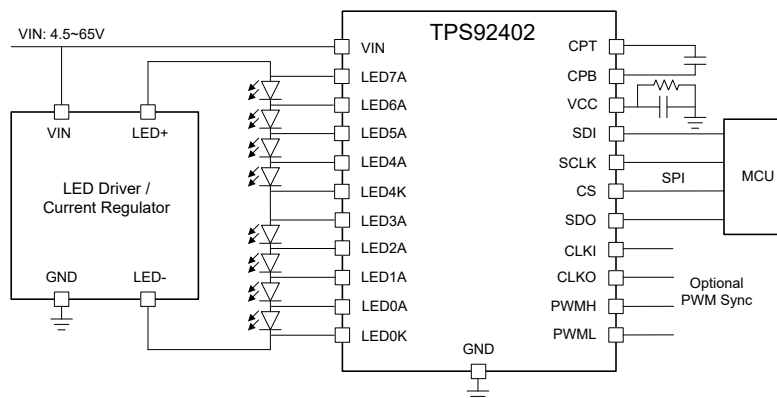 VIN: 4.5~65V
TPS92402
VIN
CPT
LED7A
CPB
LED6A
VCC
VIN
LED+
LED5A
SDI
LED4A
SCLK
LED Driver /
Current Regulator
LED4K
CS
SPI
MCU
LED3A
SDO
LED2A
CLKI
GND
LED-
LED1A
CLKO
Optional
PWM Sync
LED0A
PWMH
LED0K
PWML
GND